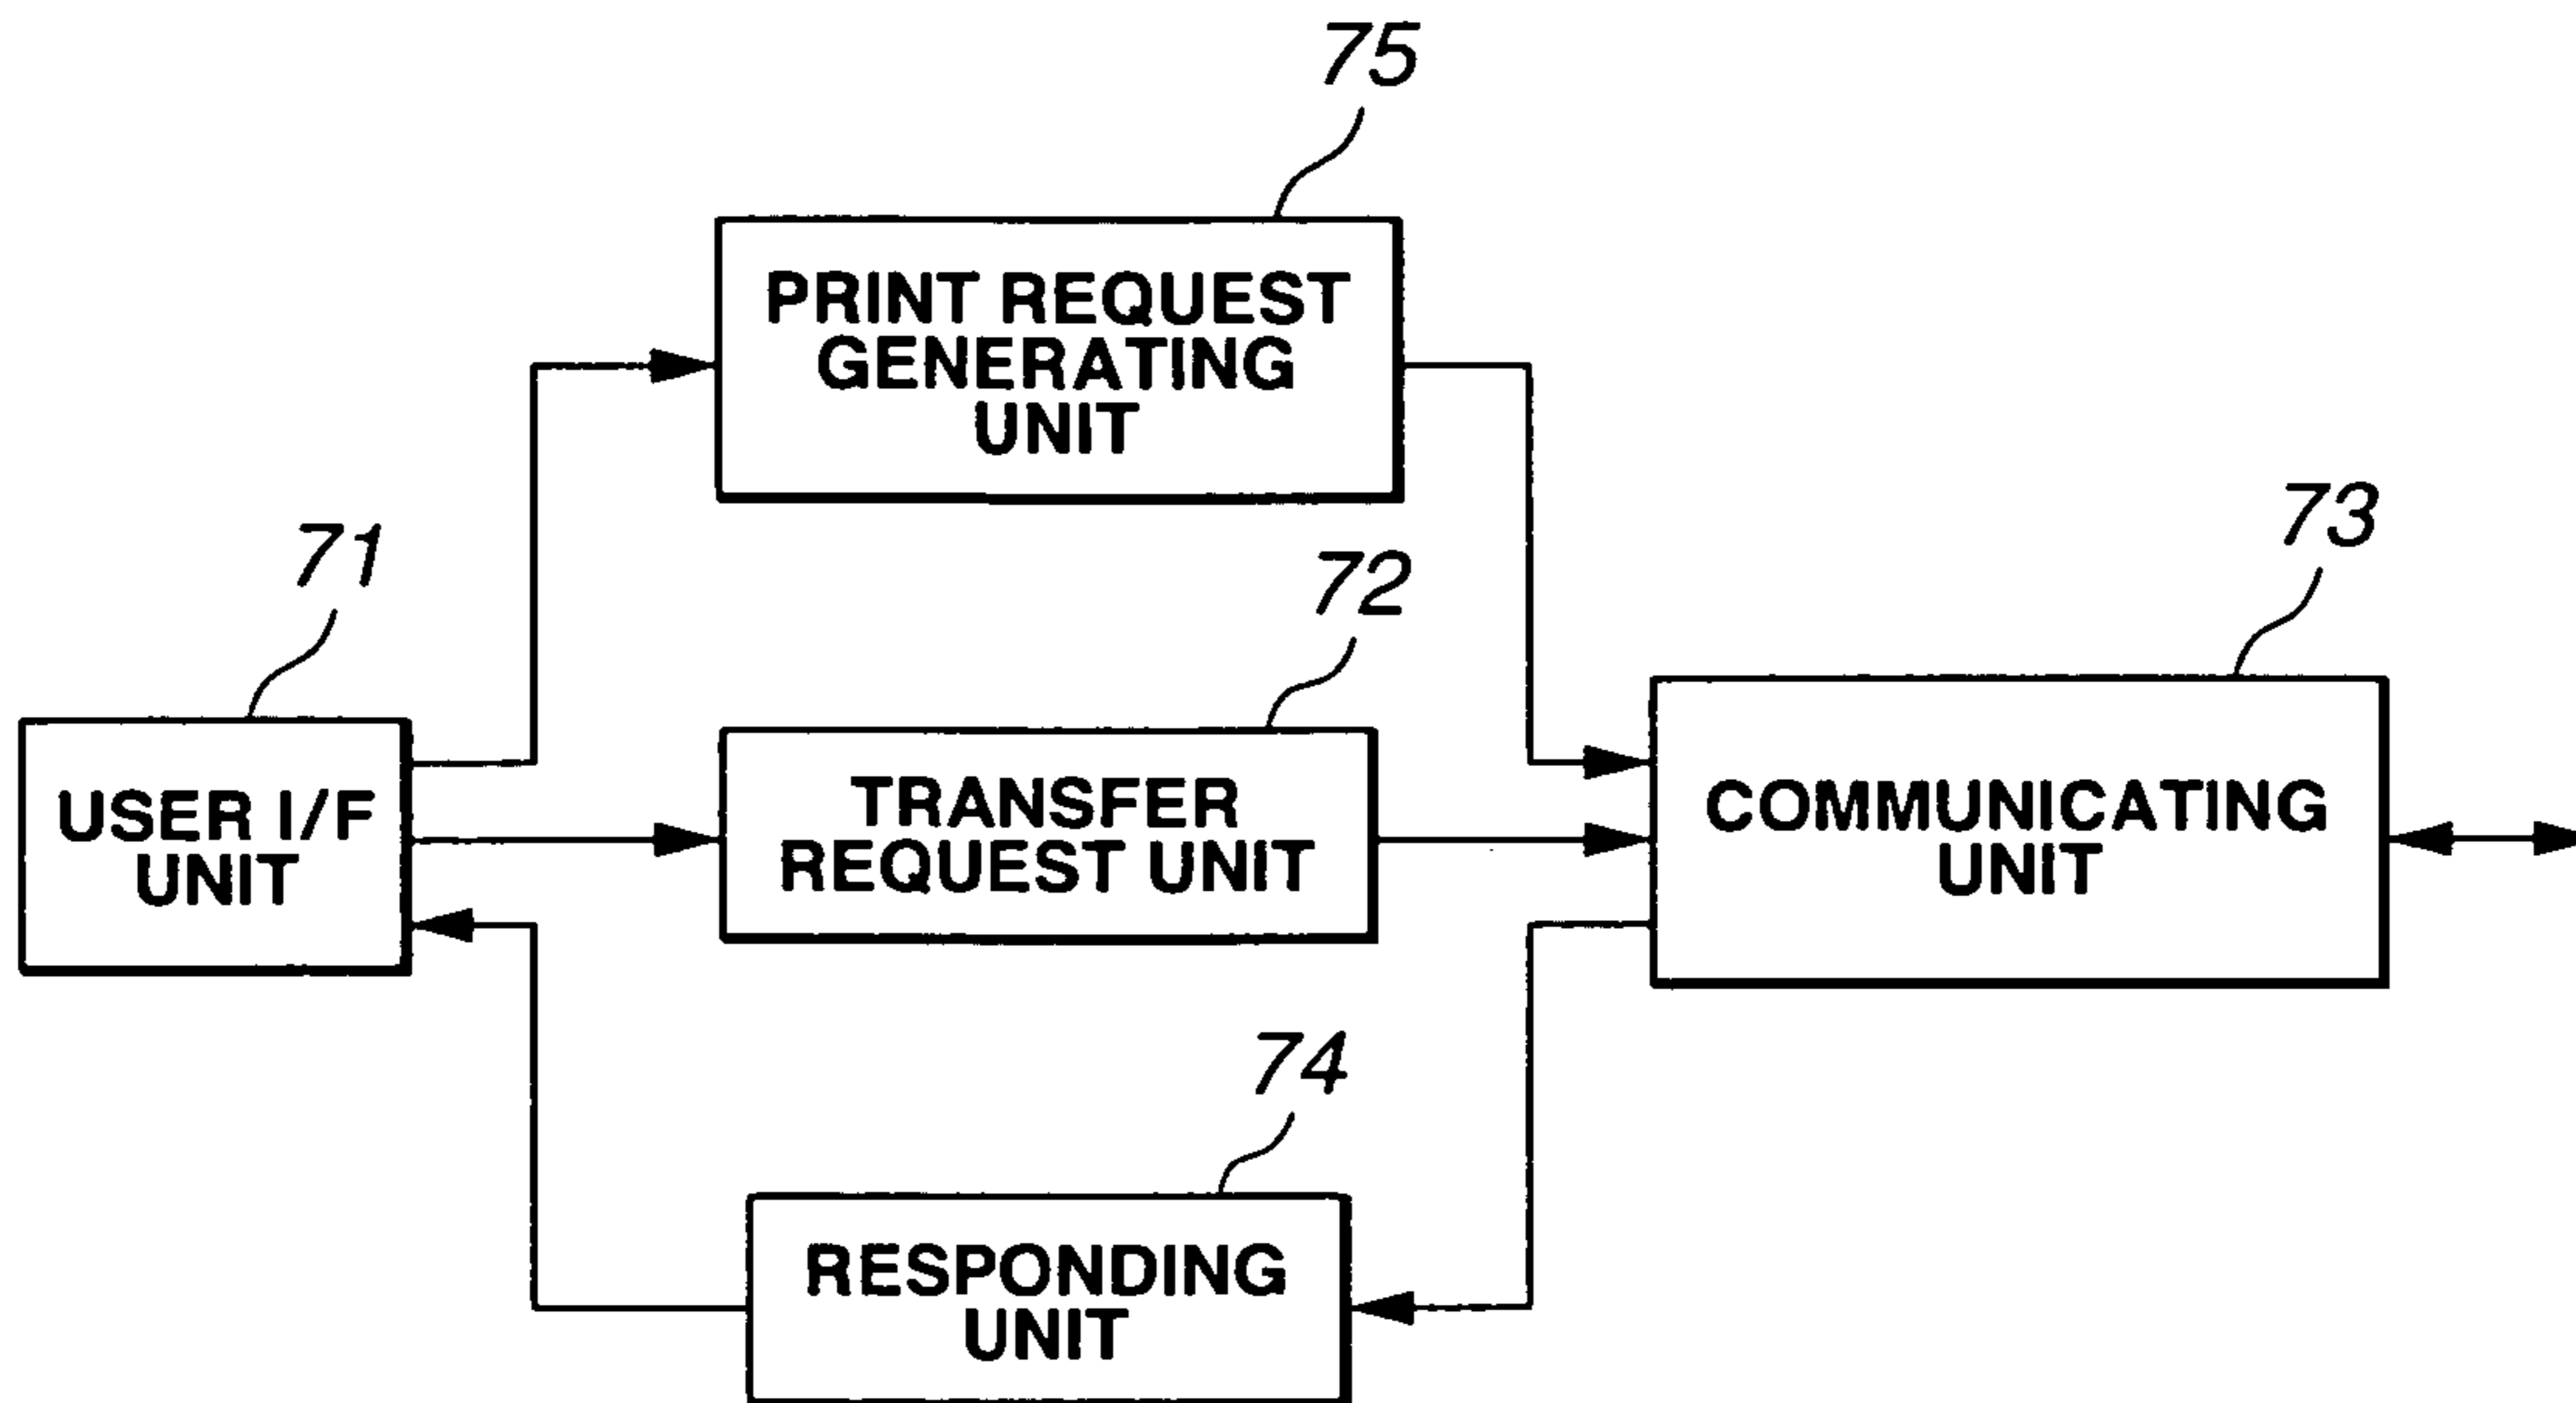 75
PRINT REQUEST
GENERATING
UNIT
71
USER I/F
UNIT
72
TRANSFER
REQUEST UNIT
73
COMMUNICATING
UNIT
74
RESPONDING
UNIT